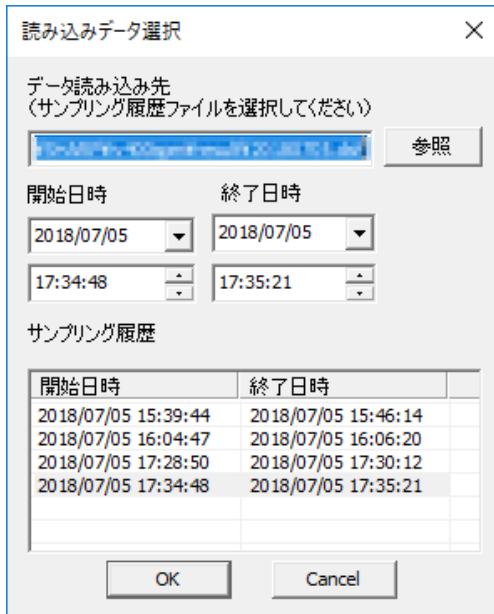 読み込みデータ選択
データ読み込み先
(サンプリング履歴ファイルを選択してください)
参照
開始日時 終了日時
2018/07/05 2018/07/05
17:34:48 17:35:21
サンプリング履歴
開始日時 終了日時
2018/07/05 15:39:44 2018/07/05 15:46:14
2018/07/05 16:04:47 2018/07/05 16:06:20
2018/07/05 17:28:50 2018/07/05 17:30:12
2018/07/05 17:34:48 2018/07/05 17:35:21
OK Cancel